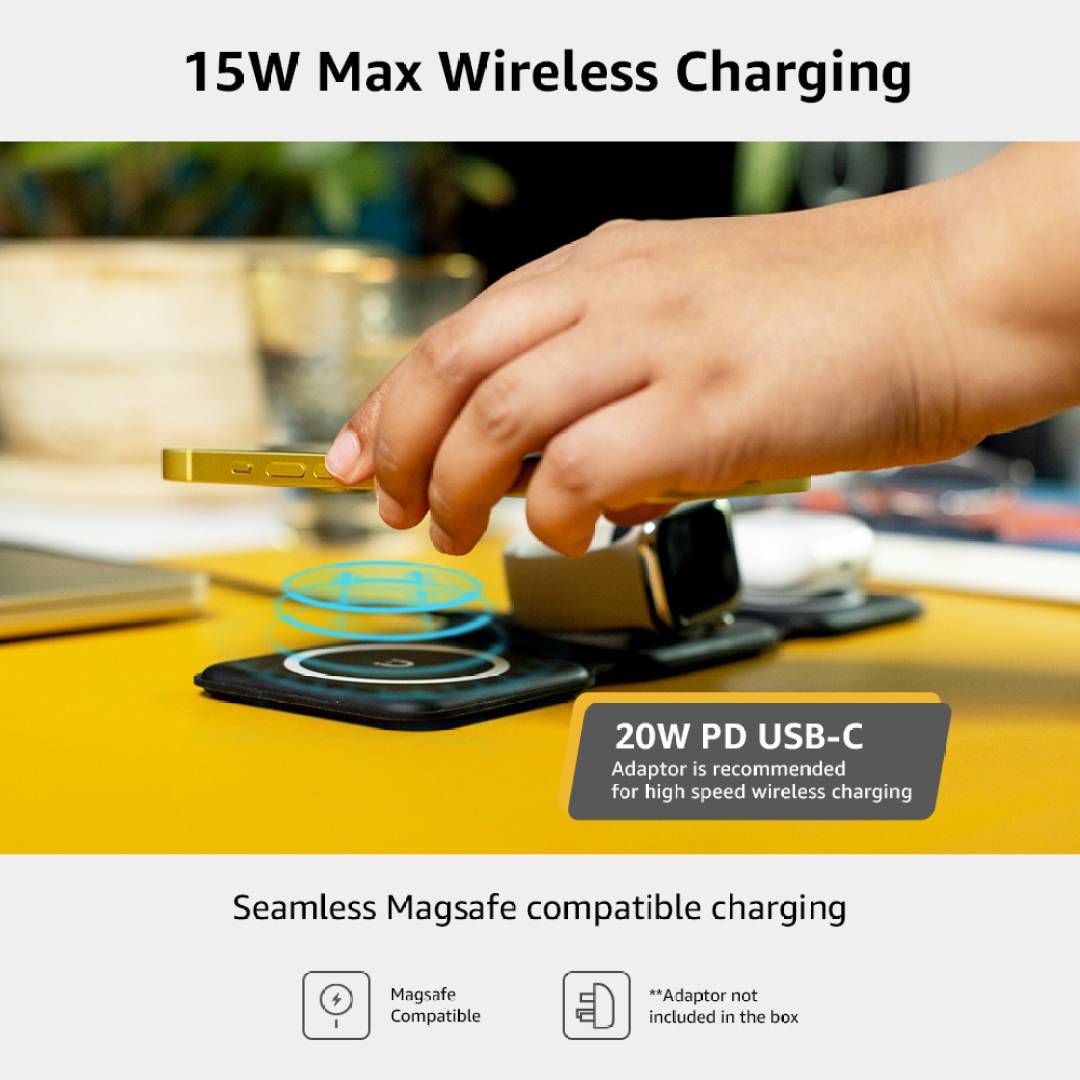 15W Max Wireless Charging
20W PD USB-C
Adaptor is recommended
for high speed wireless charging
Seamless Magsafe compatible charging
Magsafe
Compatible
**Adaptor not
included in the box